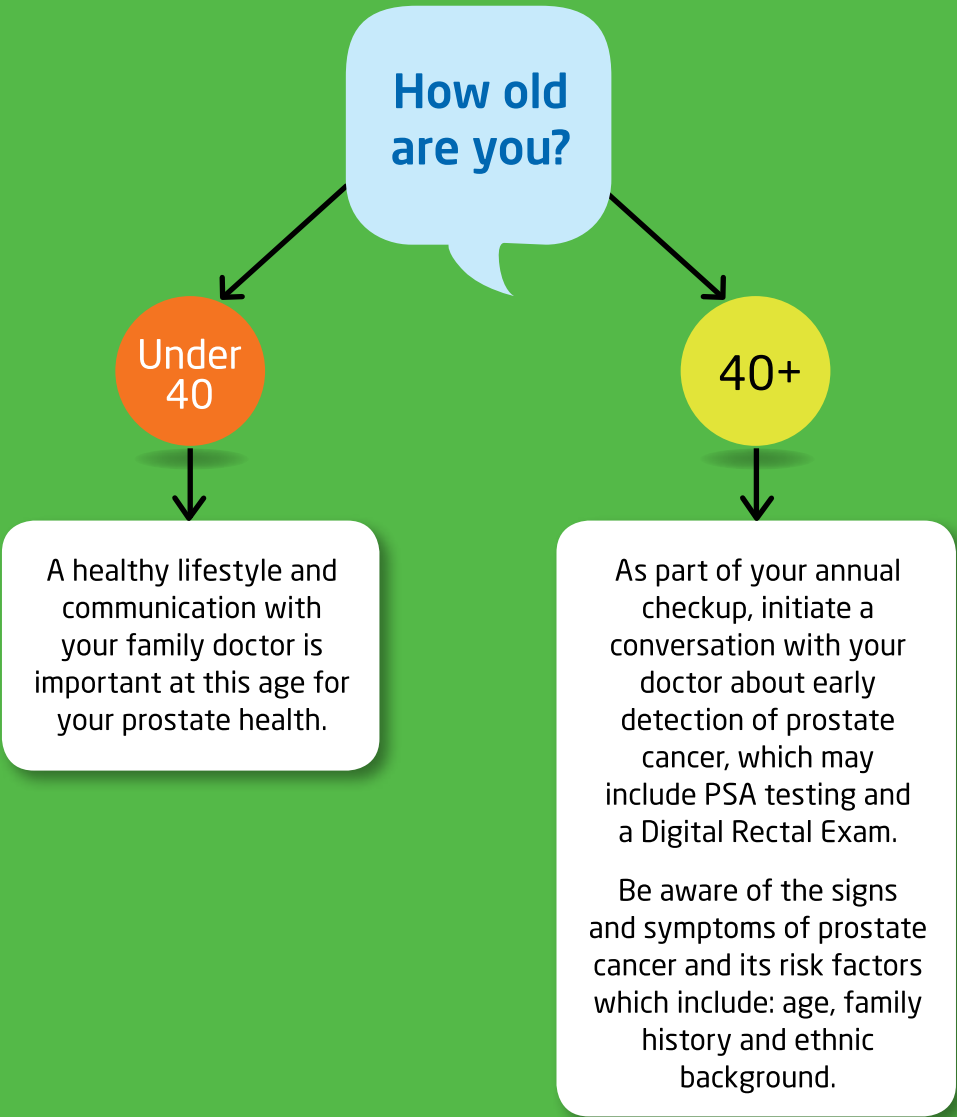 How old
are you?
Under
40
40+
A healthy lifestyle and
communication with
your family doctor is
important at this age for
your prostate health.
As part of your annual
checkup, initiate a
conversation with your
doctor about early
detection of prostate
cancer, which may
include PSA testing and
a Digital Rectal Exam.
Be aware of the signs
and symptoms of prostate
cancer and its risk factors
which include: age, family
history and ethnic
background.